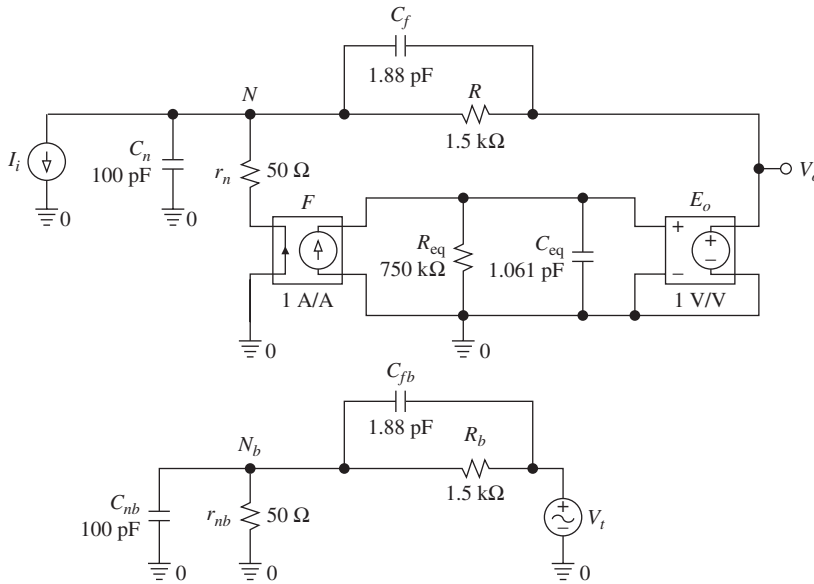 C_f
1.88 pF
N
R
1.5 kΩ
C_n
100 pF
I_i
r_n
50 Ω
V_o
0
0
F
E_o
R_eq
750 kΩ
C_eq
1.061 pF
+
−
+
−
1 A/A
1 V/V
0
0
C_fb
1.88 pF
N_b
R_b
1.5 kΩ
C_nb
100 pF
r_nb
50 Ω
+
−
V_t
0
0
0